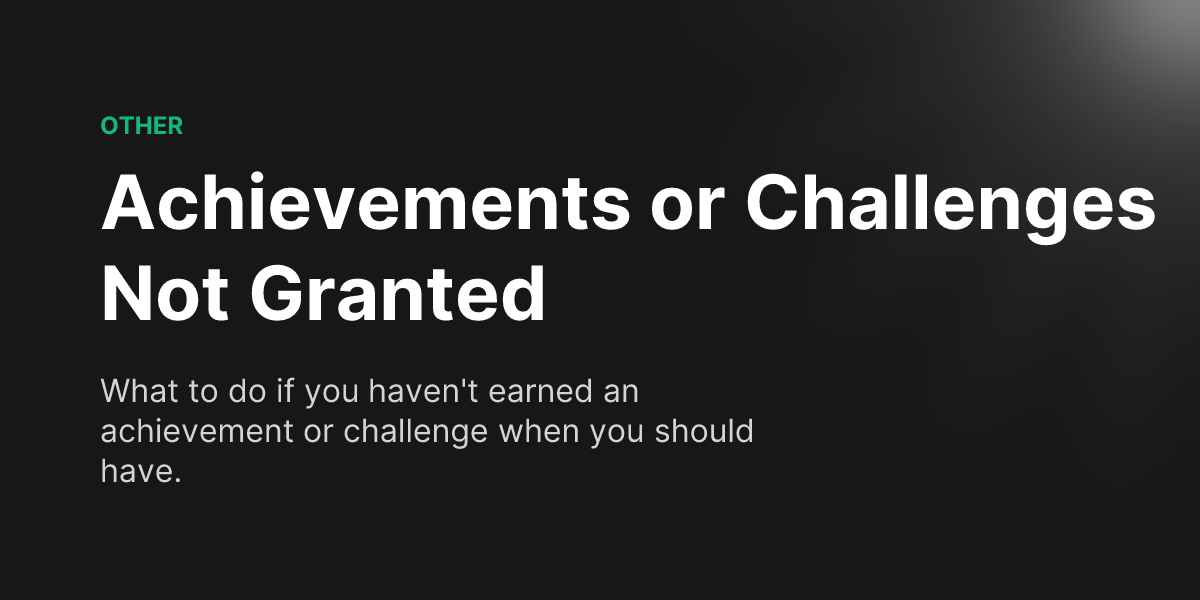 OTHER
Achievements or Challenges
Not Granted
What to do if you haven't earned an
achievement or challenge when you should
have.